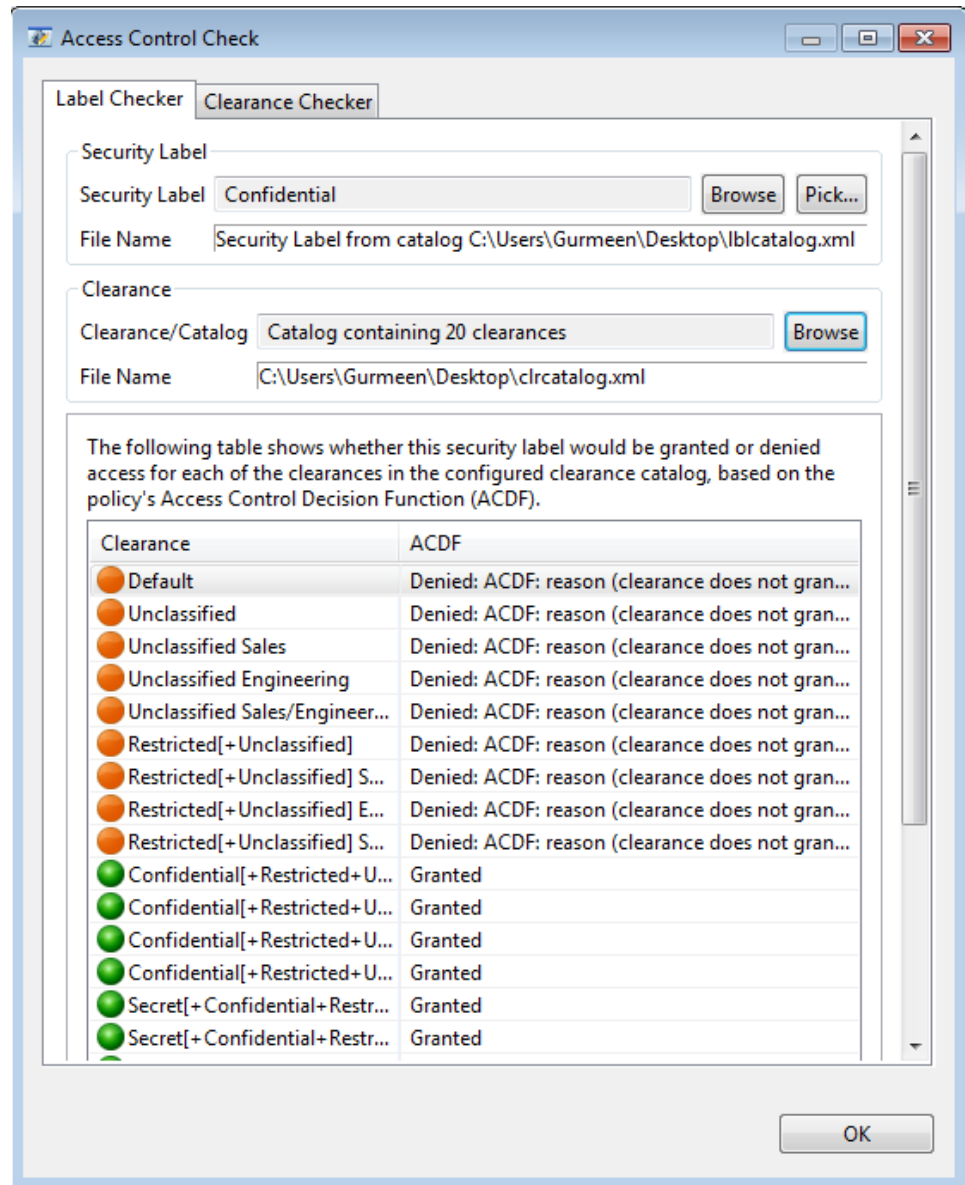 Access Control Check
Label Checker Clearance Checker
Security Label
Security Label Confidential Browse Pick...
File Name Security Label from catalog C:\Users\Gurmeen\Desktop\lblcatalog.xml
Clearance
Clearance/Catalog Catalog containing 20 clearances Browse
File Name C:\Users\Gurmeen\Desktop\clrcatalog.xml
The following table shows whether this security label would be granted or denied
access for each of the clearances in the configured clearance catalog, based on the
policy's Access Control Decision Function (ACDF).
Clearance ACDF
Default Denied: ACDF: reason (clearance does not gran...
Unclassified Denied: ACDF: reason (clearance does not gran...
Unclassified Sales Denied: ACDF: reason (clearance does not gran...
Unclassified Engineering Denied: ACDF: reason (clearance does not gran...
Unclassified Sales/Engineer... Denied: ACDF: reason (clearance does not gran...
Restricted[+Unclassified] Denied: ACDF: reason (clearance does not gran...
Restricted[+Unclassified] S... Denied: ACDF: reason (clearance does not gran...
Restricted[+Unclassified] E... Denied: ACDF: reason (clearance does not gran...
Restricted[+Unclassified] S... Denied: ACDF: reason (clearance does not gran...
Confidential[+Restricted+U... Granted
Confidential[+Restricted+U... Granted
Confidential[+Restricted+U... Granted
Confidential[+Restricted+U... Granted
Secret[+Confidential+Restr... Granted
Secret[+Confidential+Restr... Granted
OK